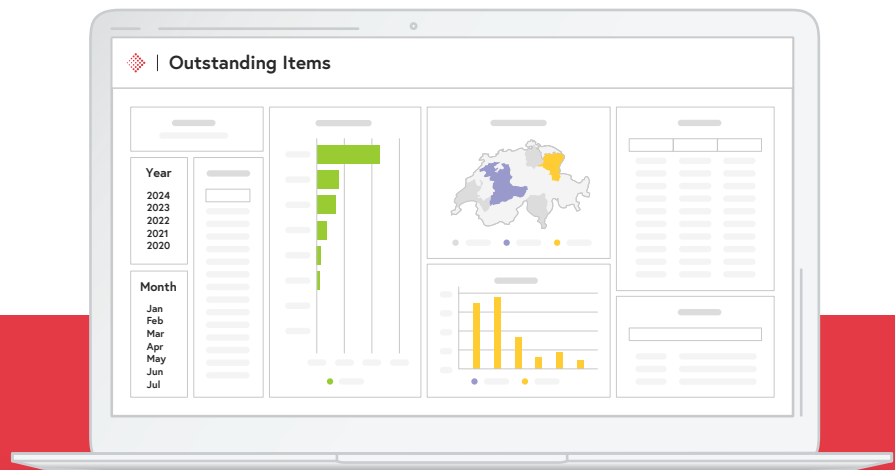 Outstanding Items
Year
2024
2023
2022
2021
2020
Month
Jan
Feb
Mar
Apr
May
Jun
Jul